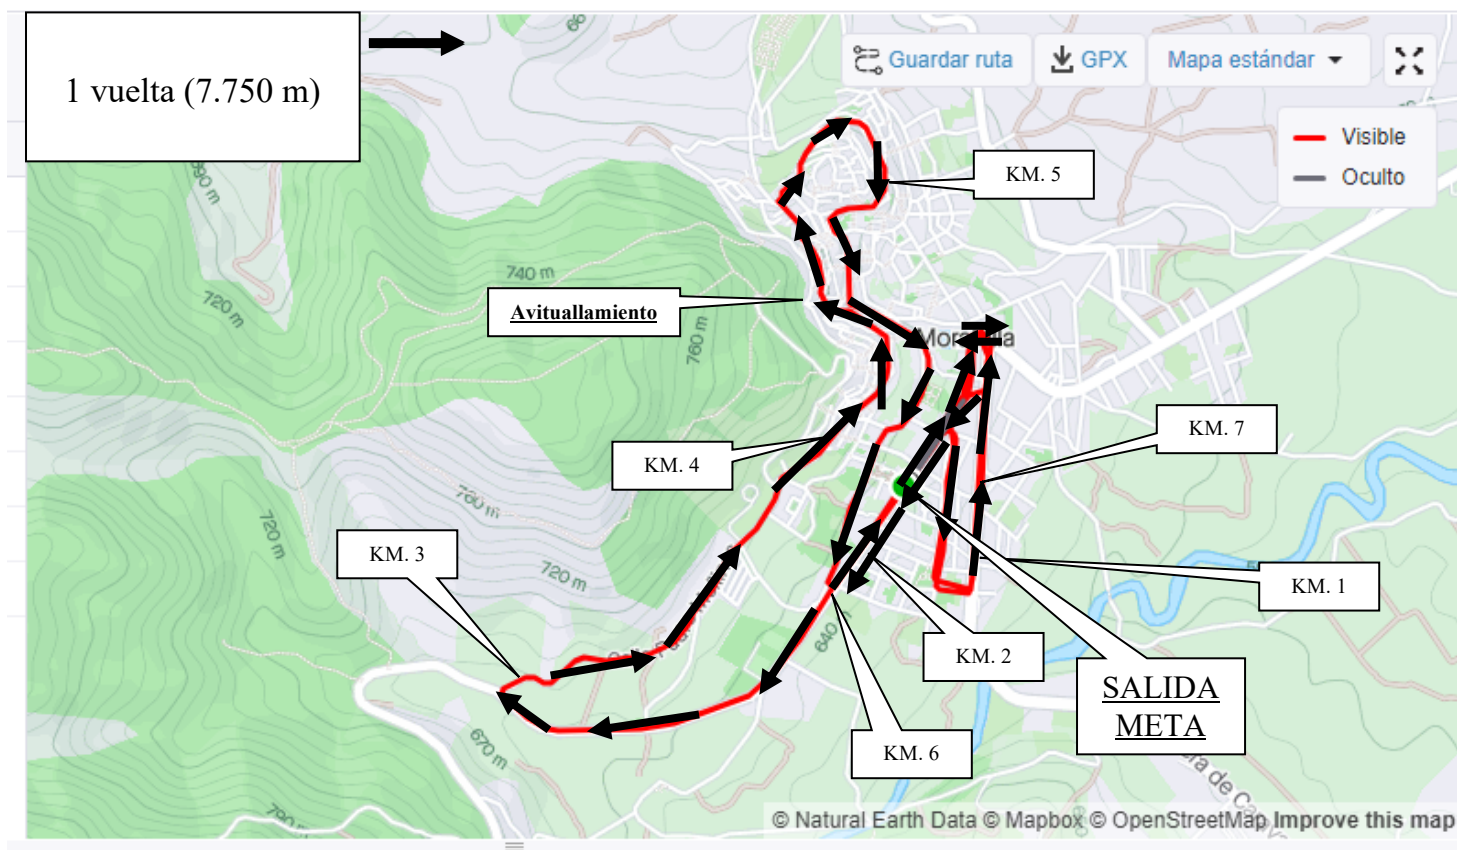 1 vuelta (7.750 m)
Guardar ruta
GPX
Mapa estándar
Visible
Oculto
KM. 5
990 m
740 m
720 m
Avituallamiento
760 m
KM. 7
KM. 4
760 m
720 m
KM. 3
720 m
KM. 1
640 m
KM. 2
SALIDA
META
KM. 6
670 m
© Natural Earth Data © Mapbox © OpenStreetMap Improve this map